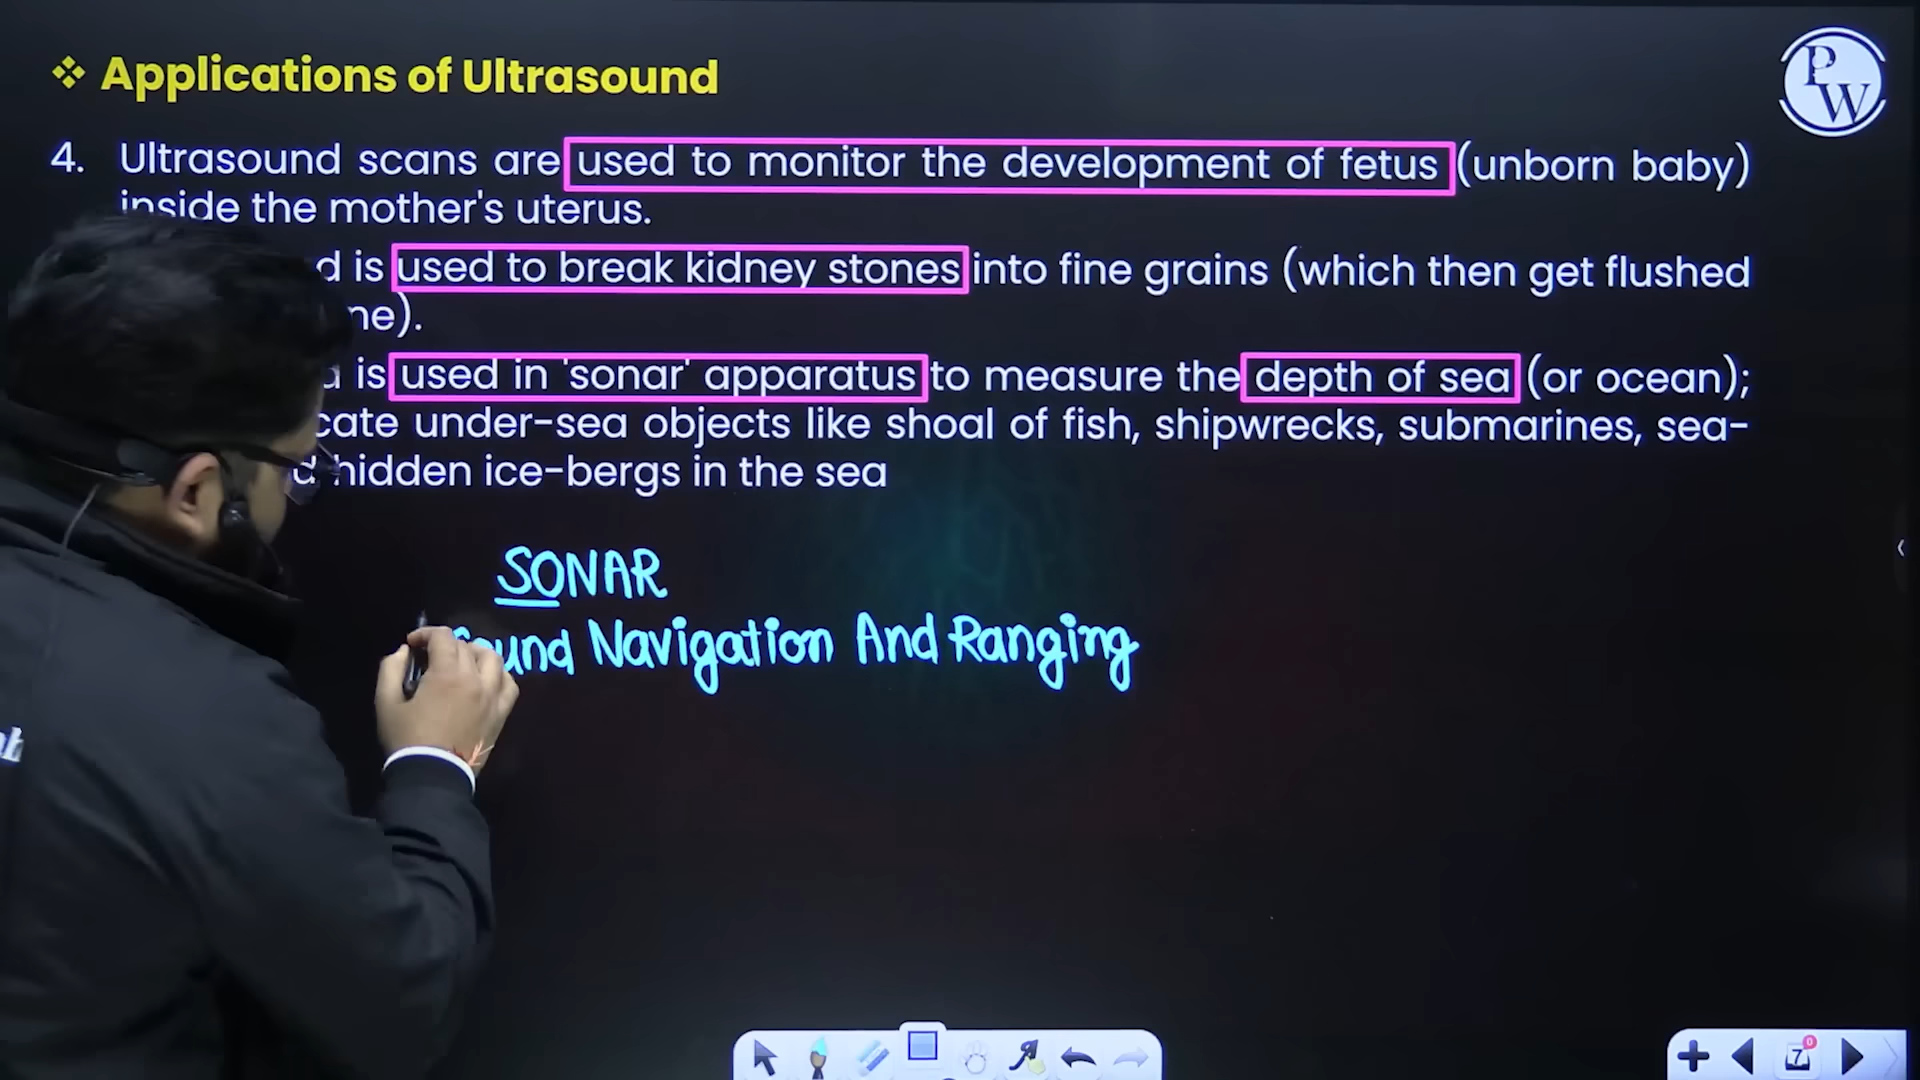 ❖ Applications of Ultrasound
P
W
4. Ultrasound scans are used to monitor the development of fetus (unborn baby)
inside the mother's uterus.
d is used to break kidney stones into fine grains (which then get flushed
ne).
d is used in 'sonar' apparatus to measure the depth of sea (or ocean);
cate under-sea objects like shoal of fish, shipwrecks, submarines, sea-
d hidden ice-bergs in the sea
SONAR
Sound Navigation And Ranging
7
0